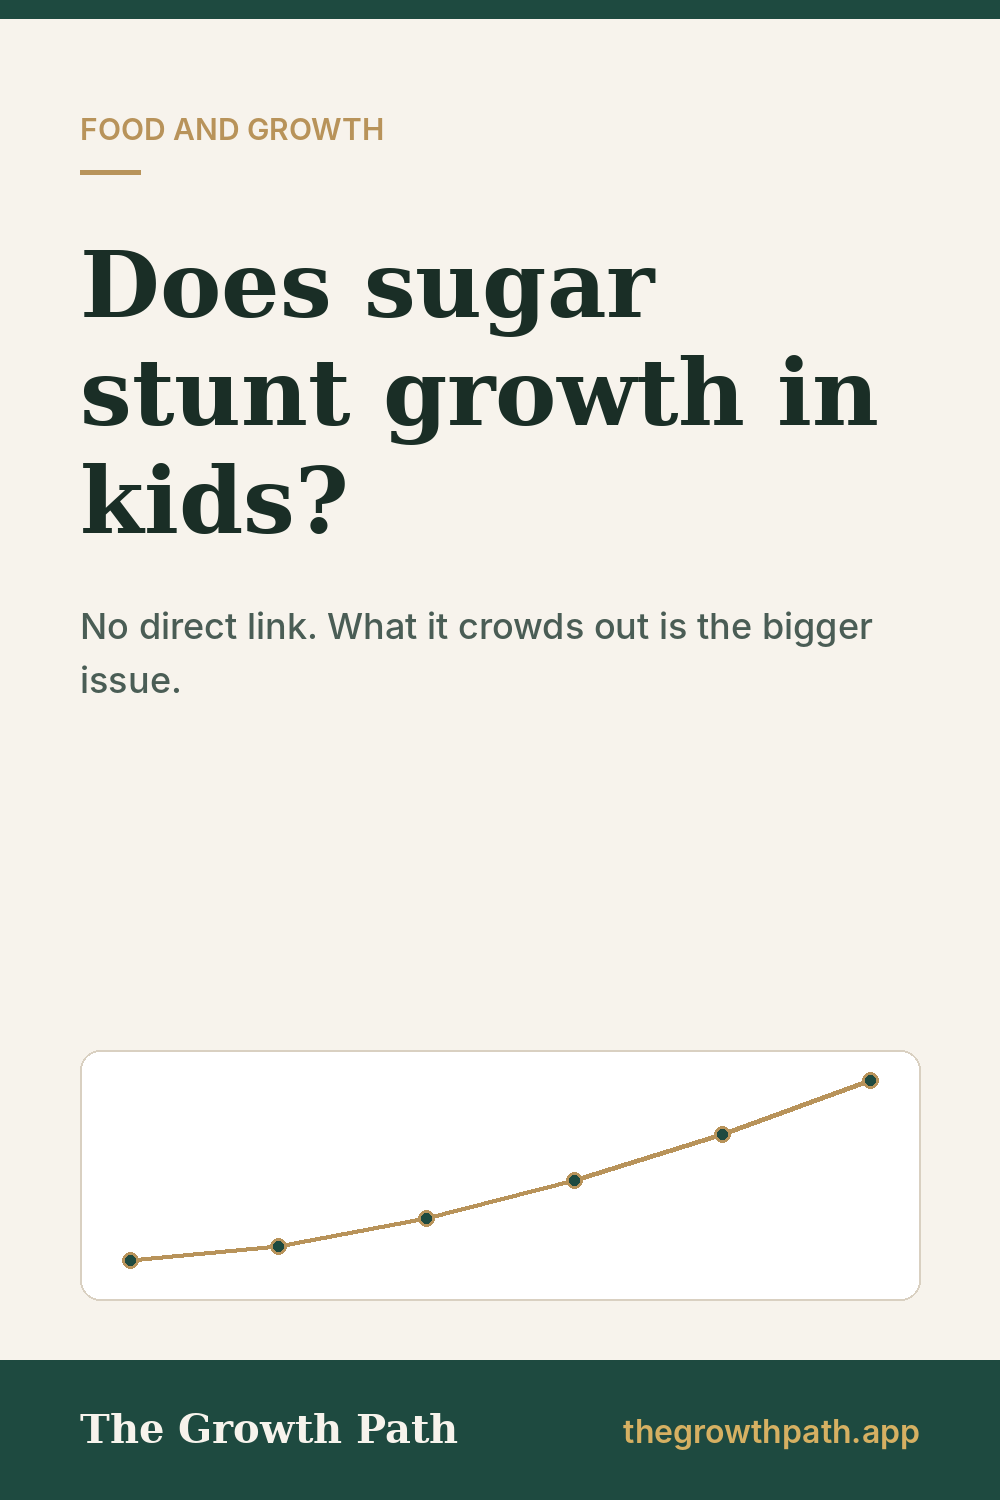 FOOD AND GROWTH
Does sugar
stunt growth in
kids?
No direct link. What it crowds out is the bigger
issue.
The Growth Path
thegrowthpath.app